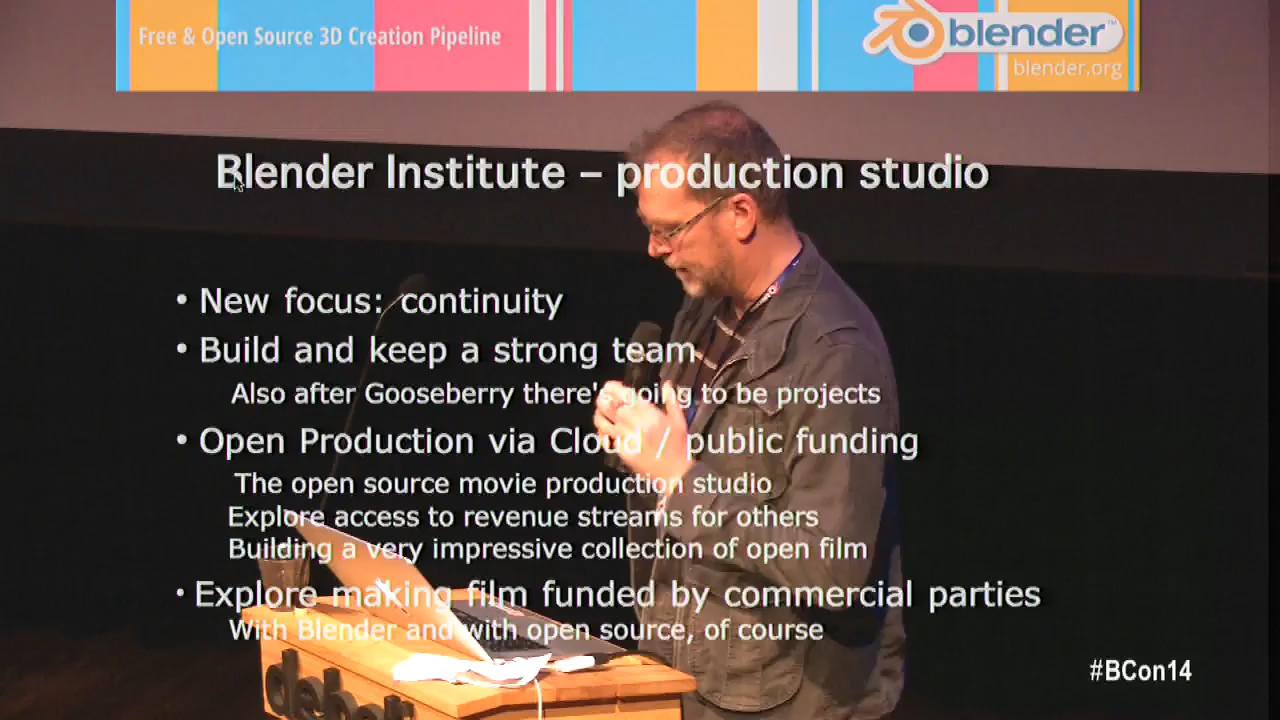 Free & Open Source 3D Creation Pipeline
blender™
blender.org
Blender Institute – production studio
• New focus: continuity
• Build and keep a strong team
Also after Gooseberry there's going to be projects
• Open Production via Cloud / public funding
The open source movie production studio
Explore access to revenue streams for others
Building a very impressive collection of open film
• Explore making film funded by commercial parties
With Blender and with open source, of course
#BCon14